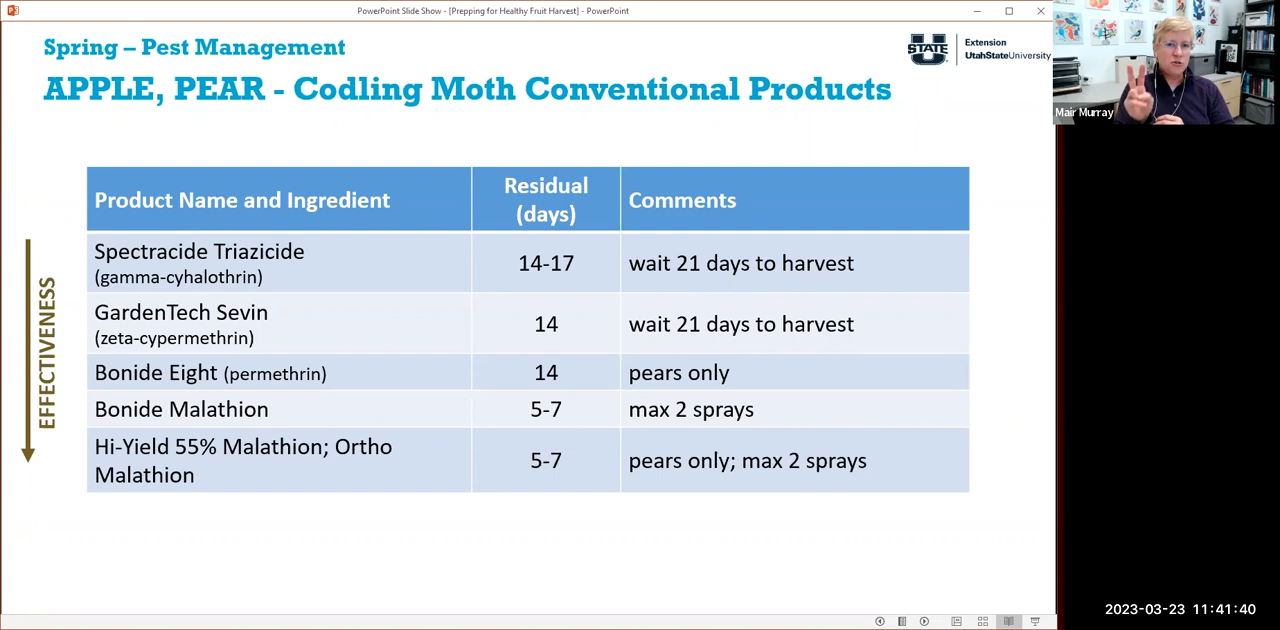 PowerPoint Slide Show - [Prepping for Healthy Fruit Harvest] - PowerPoint
Spring – Pest Management
APPLE, PEAR - Codling Moth Conventional Products
U
STATE
Extension
UtahStateUniversity
Mair Murray
EFFECTIVENESS
Product Name and Ingredient
Residual
(days)
Comments
Spectracide Triazicide
(gamma-cyhalothrin)
14-17
wait 21 days to harvest
GardenTech Sevin
(zeta-cypermethrin)
14
wait 21 days to harvest
Bonide Eight (permethrin)
14
pears only
Bonide Malathion
5-7
max 2 sprays
Hi-Yield 55% Malathion; Ortho
Malathion
5-7
pears only; max 2 sprays
2023-03-23 11:41:40